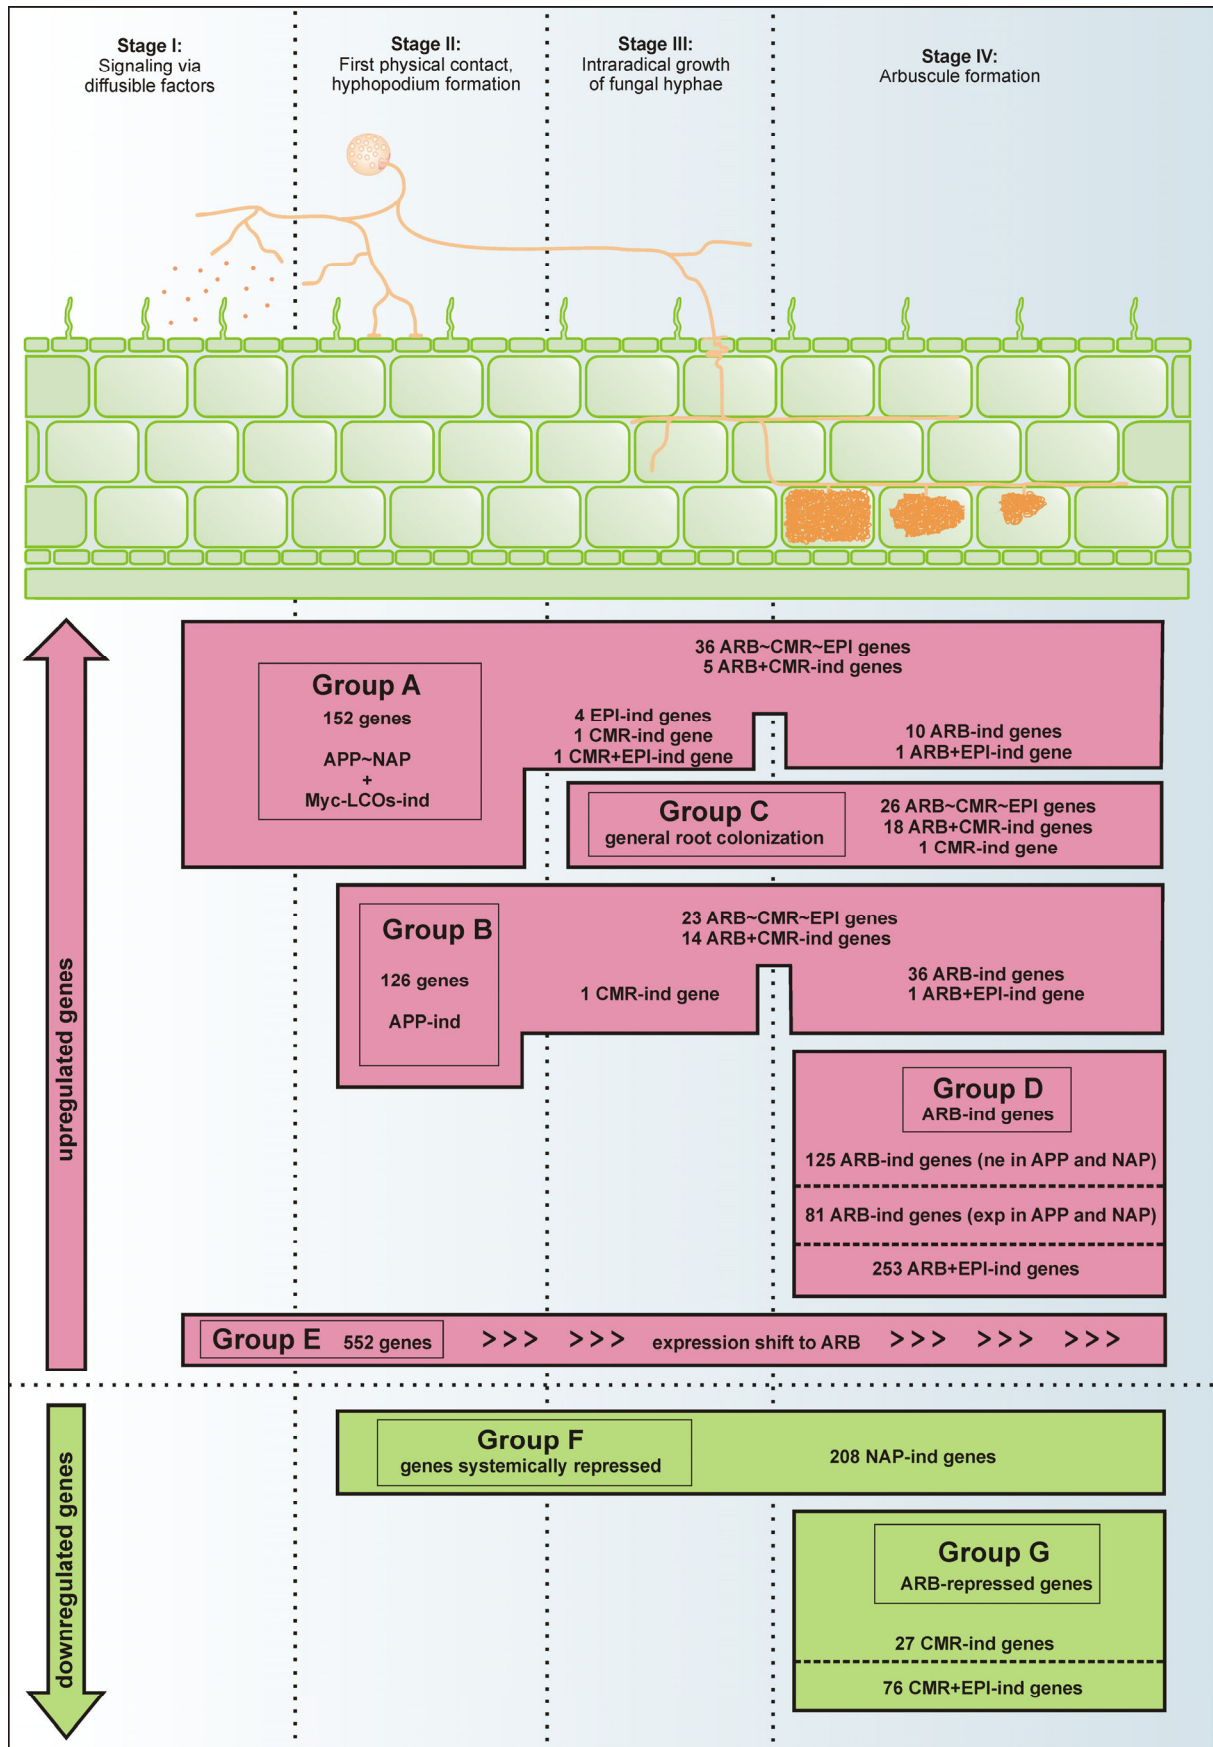 Stage I:
Signaling via
diffusible factors
Stage II:
First physical contact,
hyphopodium formation
Stage III:
Intraradical growth
of fungal hyphae
Stage IV:
Arbuscule formation
upregulated genes
36 ARB~CMR~EPI genes
5 ARB+CMR-ind genes
Group A
152 genes
APP~NAP
+
Myc-LCOs-ind
4 EPI-ind genes
1 CMR-ind gene
1 CMR+EPI-ind gene
10 ARB-ind genes
1 ARB+EPI-ind gene
Group C
general root colonization
26 ARB~CMR~EPI genes
18 ARB+CMR-ind genes
1 CMR-ind gene
Group B
126 genes
APP-ind
23 ARB~CMR~EPI genes
14 ARB+CMR-ind genes
1 CMR-ind gene
36 ARB-ind genes
1 ARB+EPI-ind gene
Group D
ARB-ind genes
125 ARB-ind genes (ne in APP and NAP)
81 ARB-ind genes (exp in APP and NAP)
253 ARB+EPI-ind genes
Group E 552 genes > > > > > > expression shift to ARB > > > > > > > > >
downregulated genes
Group F
genes systemically repressed
208 NAP-ind genes
Group G
ARB-repressed genes
27 CMR-ind genes
76 CMR+EPI-ind genes